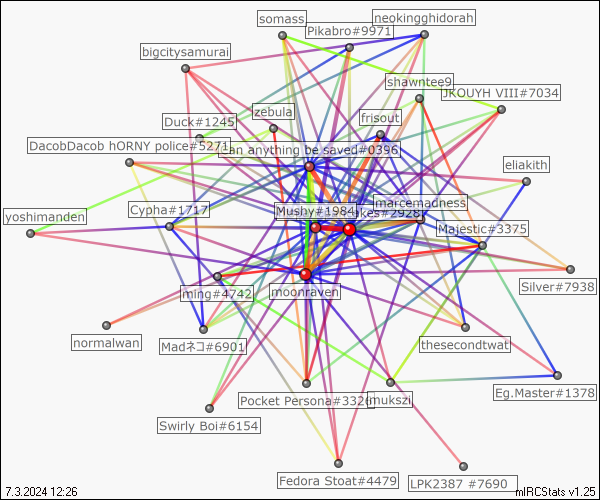 somass
Pikabro#9971
neokingghidorah
bigcitysamurai
shawntee9
JKOUYH VIII#7034
zebula
frisout
Duck#1245
DacobDacob hORNY police#5271
an anything be saved#0396
eliakith
yoshimanden
Cypha#1717
Mushy#1984
akes#2928
marcemadness
Majestic#3375
ming#4742
moonraven
Silver#7938
normalwan
Madネコ#6901
thesecondtwat
Pocket Persona#3326
mukszi
Eg.Master#1378
Swirly Boi#6154
Fedora Stoat#4479
LPK2387 #7690
7.3.2024 12:26
mIRCStats v1.25